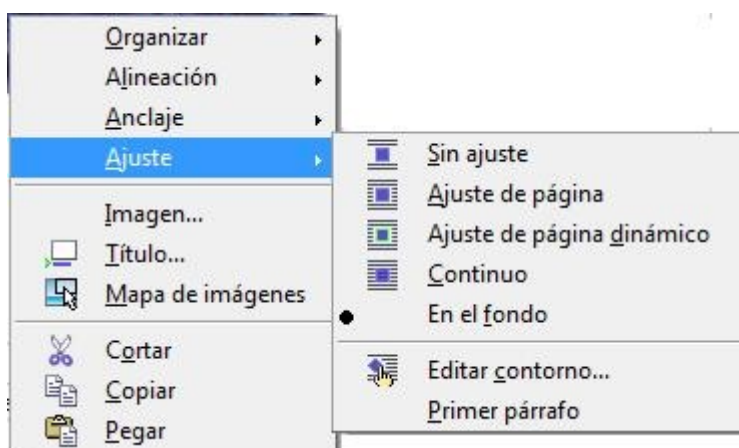 Organizar
Alineación
Anclaje
Ajuste
Imagen...
Título...
Mapa de imágenes
Cortar
Copiar
Pegar
Sin ajuste
Ajuste de página
Ajuste de página dinámico
Continuo
En el fondo
Editar contorno...
Primer párrafo